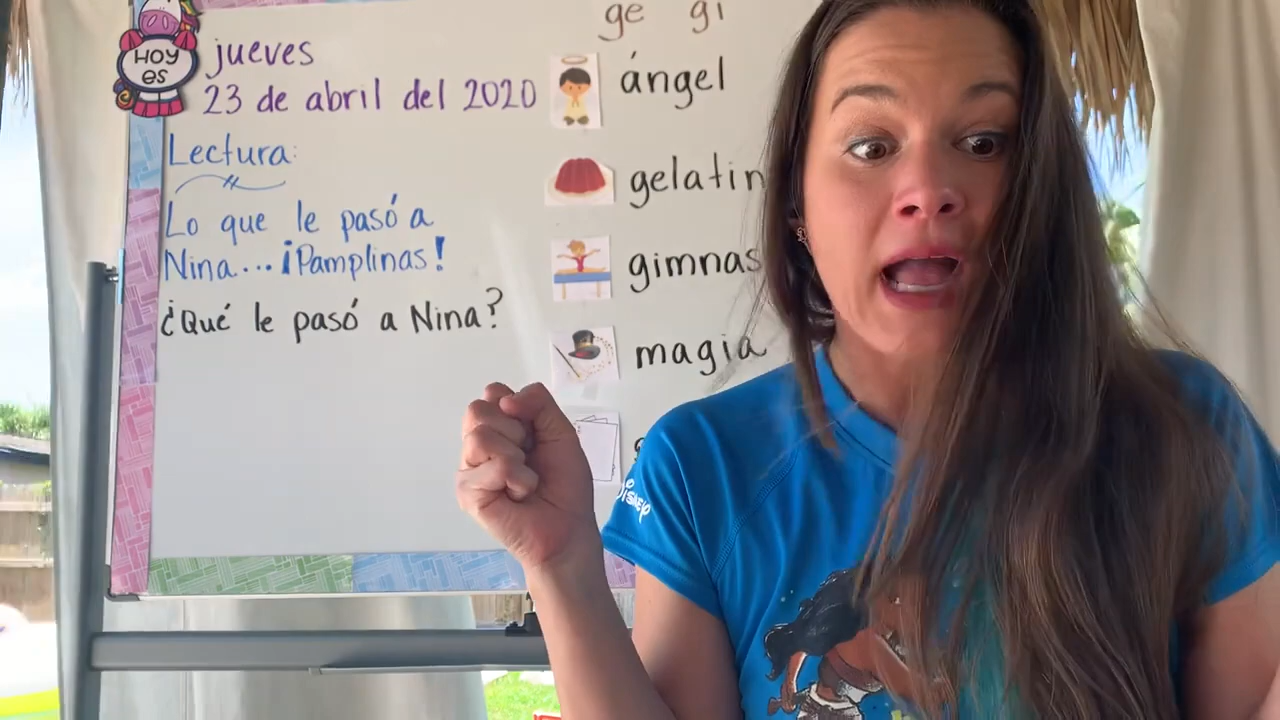 HOY
es
jueves
23 de abril del 2020
Lectura:
Lo que le pasó a
Nina... ¡Pamplinas!
¿Qué le pasó a Nina?
ge gi
ángel
gelatin
gimnas
magia
g
Disney